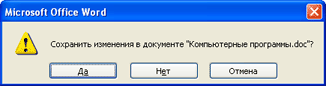 Microsoft Office Word
Сохранить изменения в документе "Компьютерные программы.doc"?
Да
Нет
Отмена